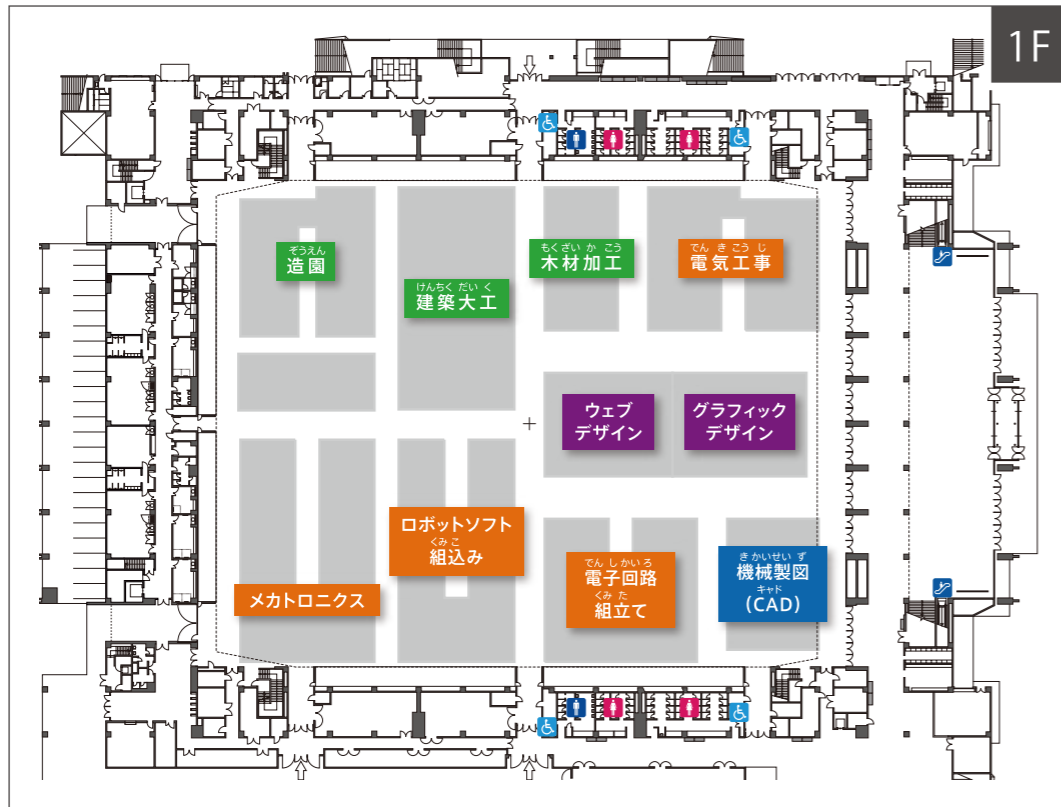 1F
ぞうえん
造園
けんちくだいく
建築大工
もくざいかこう
木材加工
でんきこうじ
電気工事
ウェブ
デザイン
グラフィック
デザイン
メカトロニクス
ロボットソフト
くみこ
組込み
でんしかいろ
電子回路
くみた
組立て
きかいせいず
機械製図
キャド
(CAD)